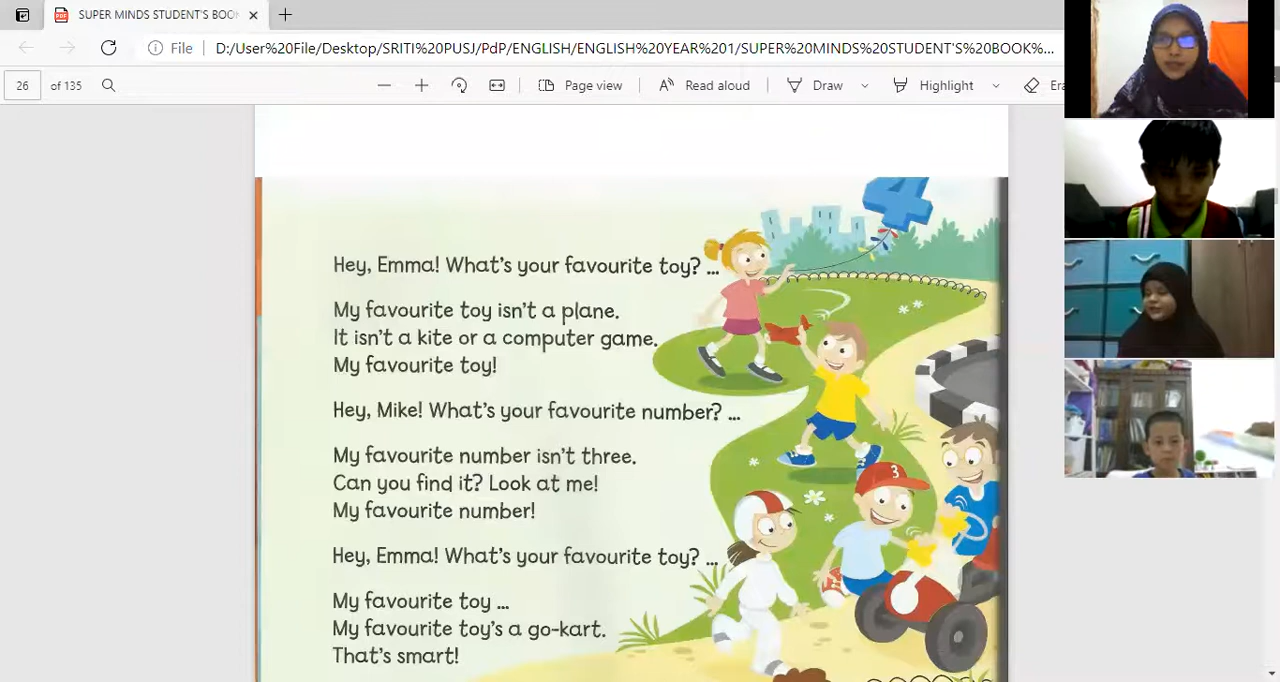 SUPER MINDS STUDENT'S BOO
File
D:/User%20File/Desktop/SRITI%20PUSJ/PdP/ENGLISH/ENGLISH%20YEAR%201/SUPER%20MINDS%20STUDENT'S%20BOOK%...
26 of 135
Page view
Read aloud
Draw
Highlight
Era
4
Hey, Emma! What's your favourite toy? ...
My favourite toy isn't a plane.
It isn't a kite or a computer game.
My favourite toy!
Hey, Mike! What's your favourite number? ...
My favourite number isn't three.
Can you find it? Look at me!
My favourite number!
3
Hey, Emma! What's your favourite toy? ...
My favourite toy ...
My favourite toy's a go-kart.
That's smart!